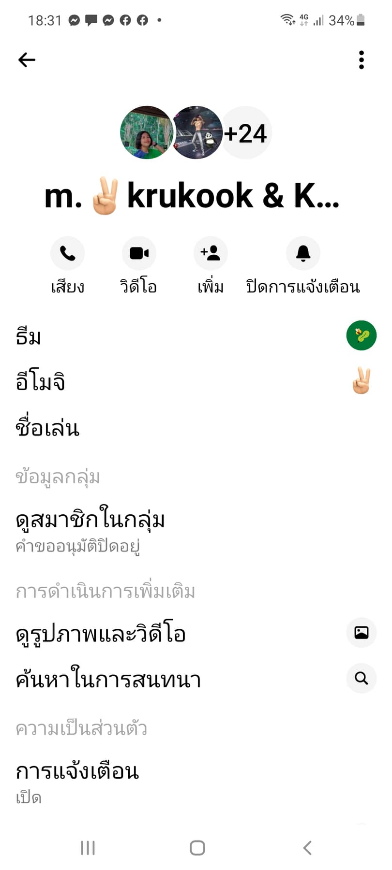 18:31
4G
34%
+24
m.✌🏻krukook & K...
เสียง
วิดีโอ
เพิ่ม
ปิดการแจ้งเตือน
ธีม
อีโมจิ
ชื่อเล่น
ข้อมูลกลุ่ม
ดูสมาชิกในกลุ่ม
คำขออนุมัติปิดอยู่
การดำเนินการเพิ่มเติม
ดูรูปภาพและวิดีโอ
ค้นหาในการสนทนา
ความเป็นส่วนตัว
การแจ้งเตือน
เปิด